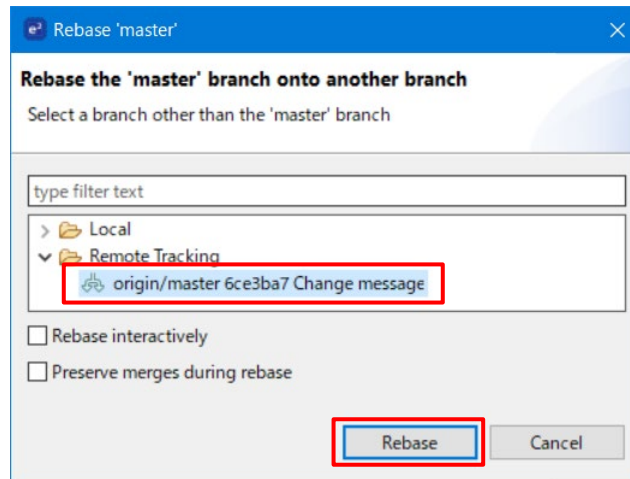 e² Rebase 'master'
Rebase the 'master' branch onto another branch
Select a branch other than the 'master' branch
type filter text
Local
Remote Tracking
origin/master 6ce3ba7 Change message
Rebase interactively
Preserve merges during rebase
Rebase Cancel